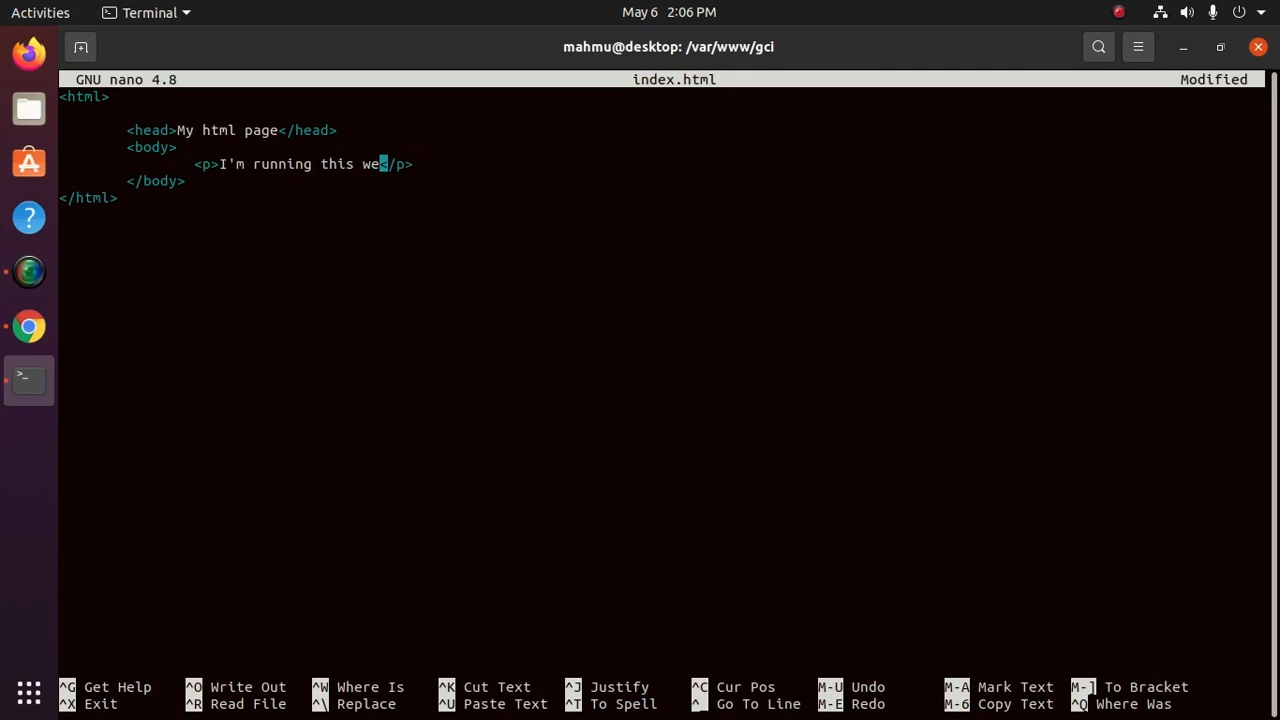 Activities Terminal May 6 2:06 PM
mahmu@desktop: /var/www/gci
GNU nano 4.8 index.html Modified
<html>
<head>My html page</head>
<body>
<p>I'm running this we</p>
</body>
</html>
^G Get Help ^O Write Out ^W Where Is ^K Cut Text ^J Justify ^C Cur Pos M-U Undo M-A Mark Text M-] To Bracket
^X Exit ^R Read File ^\ Replace ^U Paste Text ^T To Spell ^_ Go To Line M-E Redo M-6 Copy Text ^Q Where Was